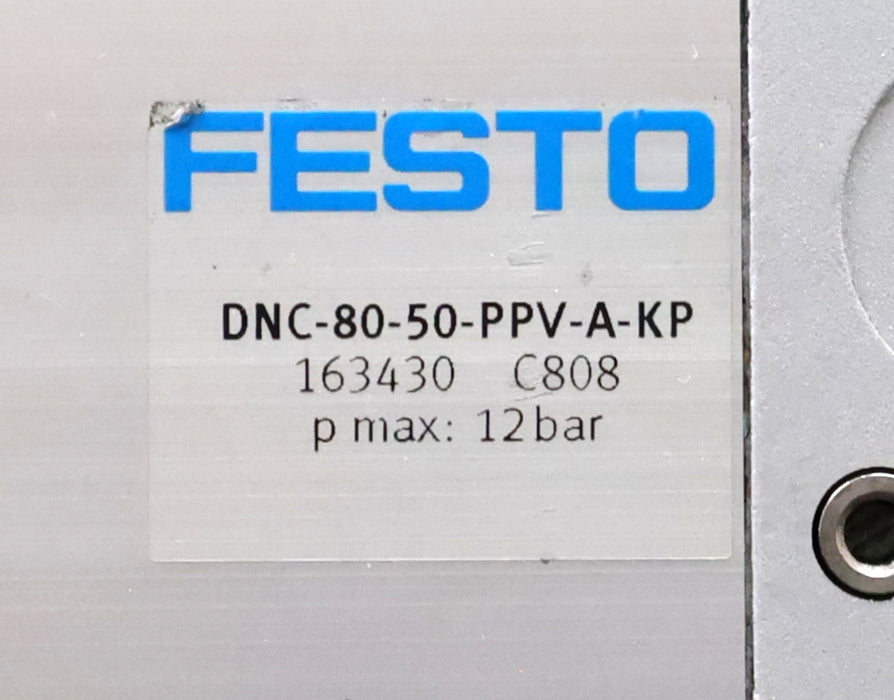 FESTO
DNC-80-50-PPV-A-KP
163430 C808
p max: 12bar